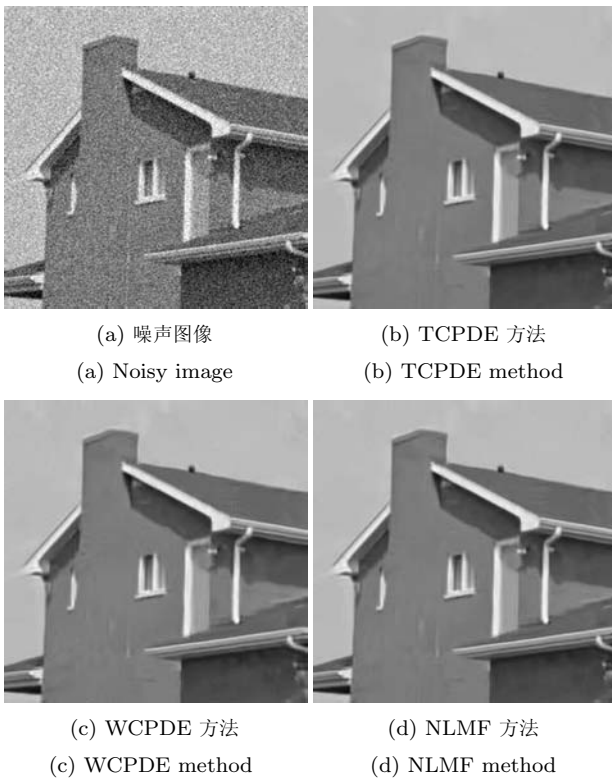 (a) 噪声图像
(b) TCPDE 方法
(a) Noisy image
(b) TCPDE method
(c) WCPDE 方法
(d) NLMF 方法
(c) WCPDE method
(d) NLMF method